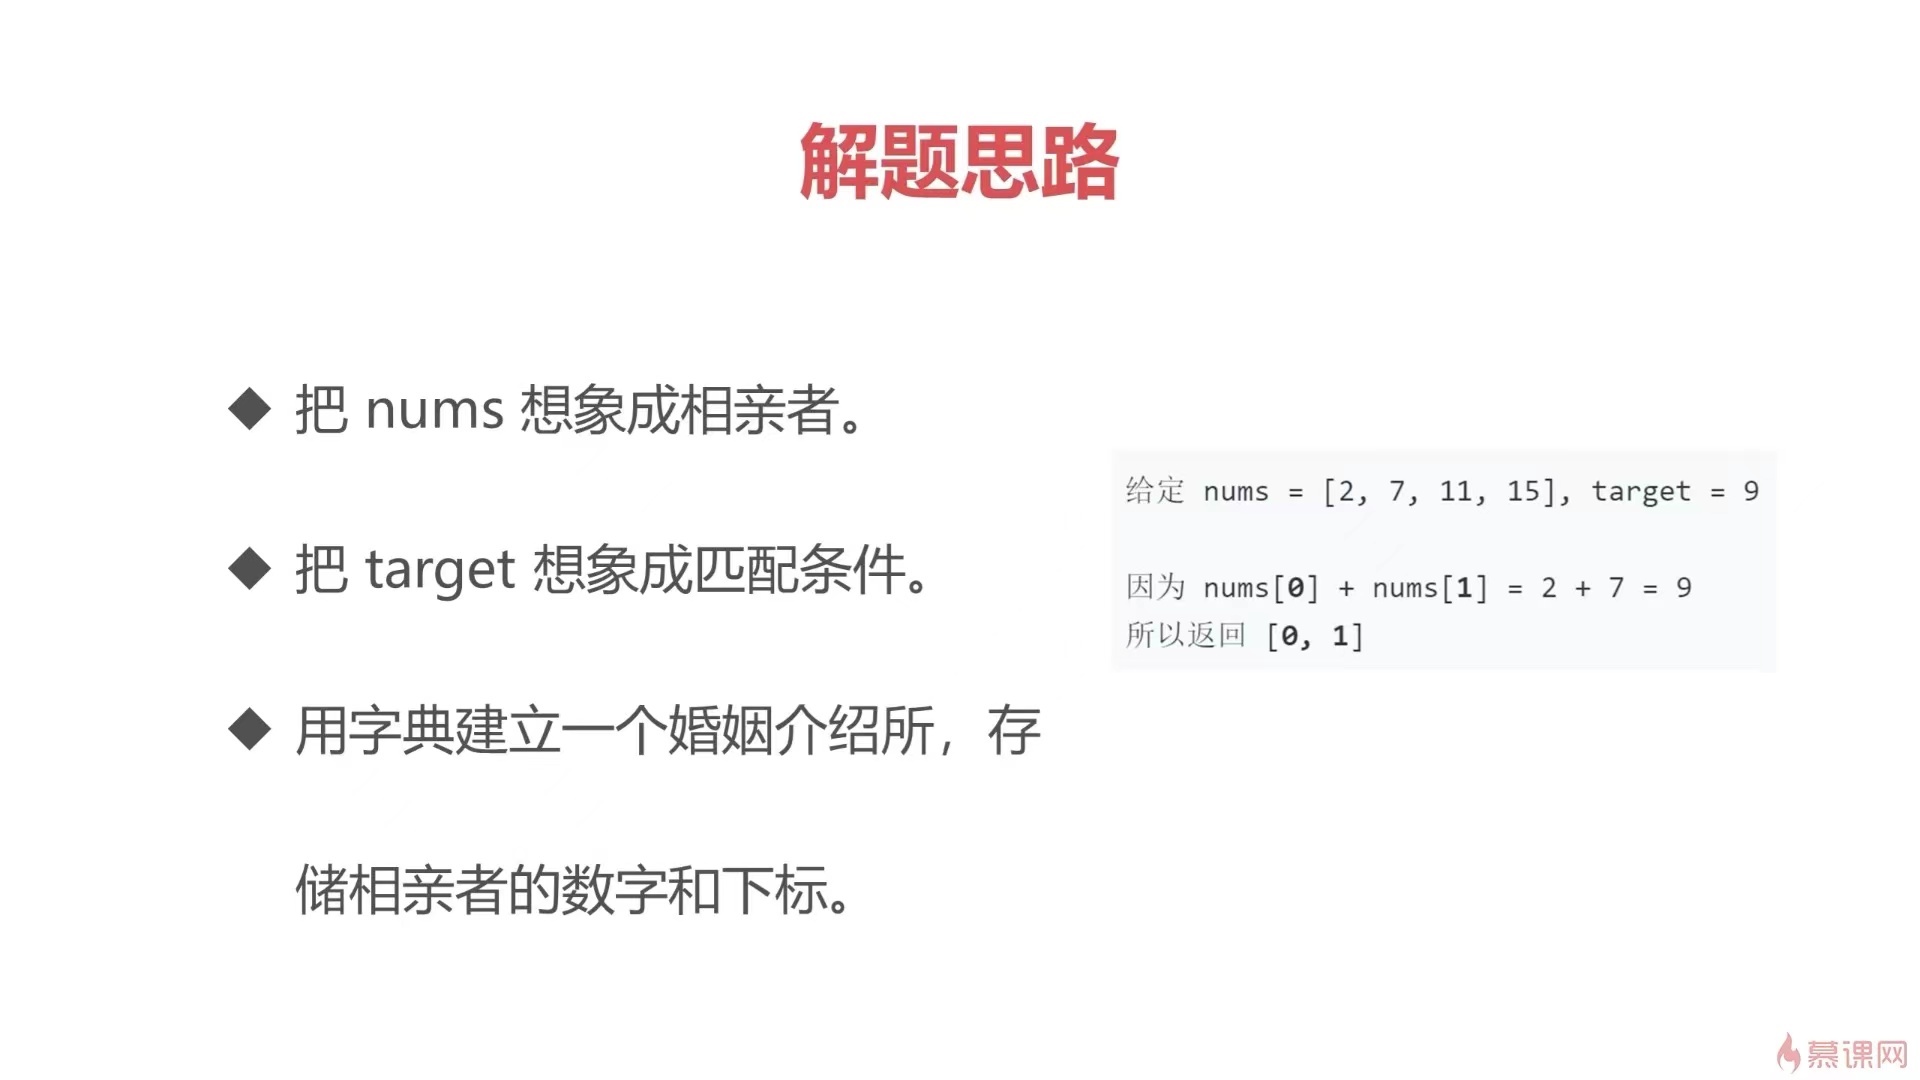 解题思路
◆ 把 nums 想象成相亲者。
◆ 把 target 想象成匹配条件。
◆ 用字典建立一个婚姻介绍所，存
储相亲者的数字和下标。
给定 nums = [2, 7, 11, 15], target = 9
因为 nums[0] + nums[1] = 2 + 7 = 9
所以返回 [0, 1]
慕课网